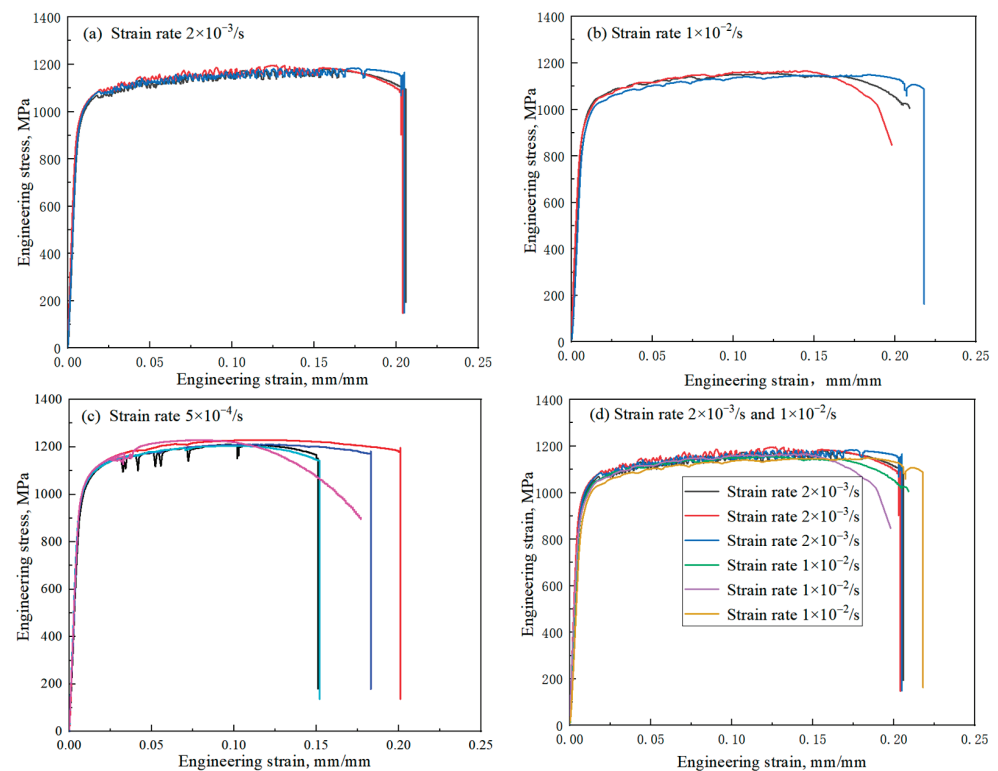 (a) Strain rate 2×10⁻³/s
Engineering stress, MPa
1400
1200
1000
800
600
400
200
0
0.00 0.05 0.10 0.15 0.20 0.25
Engineering strain, mm/mm
(b) Strain rate 1×10⁻²/s
Engineering stress, MPa
1400
1200
1000
800
600
400
200
0
0.00 0.05 0.10 0.15 0.20 0.25
Engineering strain, mm/mm
(c) Strain rate 5×10⁻⁴/s
Engineering stress, MPa
1400
1200
1000
800
600
400
200
0
0.00 0.05 0.10 0.15 0.20 0.25
Engineering strain, mm/mm
(d) Strain rate 2×10⁻³/s and 1×10⁻²/s
Engineering strain, MPa
1400
1200
1000
800
600
400
200
0
Strain rate 2×10⁻³/s
Strain rate 2×10⁻³/s
Strain rate 2×10⁻³/s
Strain rate 1×10⁻²/s
Strain rate 1×10⁻²/s
Strain rate 1×10⁻²/s
0.00 0.05 0.10 0.15 0.20 0.25
Engineering strain, mm/mm